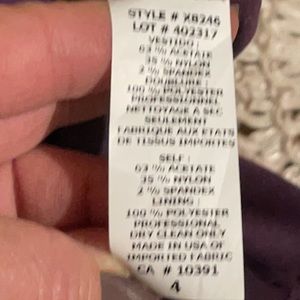 STYLE # X8246
LOT # 402317
VESTIDO :
63 % ACETATE
35 % NYLON
2 % SPANDEX
DOUBLURE :
100 % POLYESTER
PROFESSIONNEL
NETTOYAGE A SEC
SEULEMENT
FABRIQUE AUX ETATS
DE TISSUS IMPORTES
SELF :
63 % ACETATE
35 % NYLON
2 % SPANDEX
LINING :
100 % POLYESTER
PROFESSIONAL
DRY CLEAN ONLY
MADE IN USA OF
IMPORTED FABRIC
CA # 10391
4